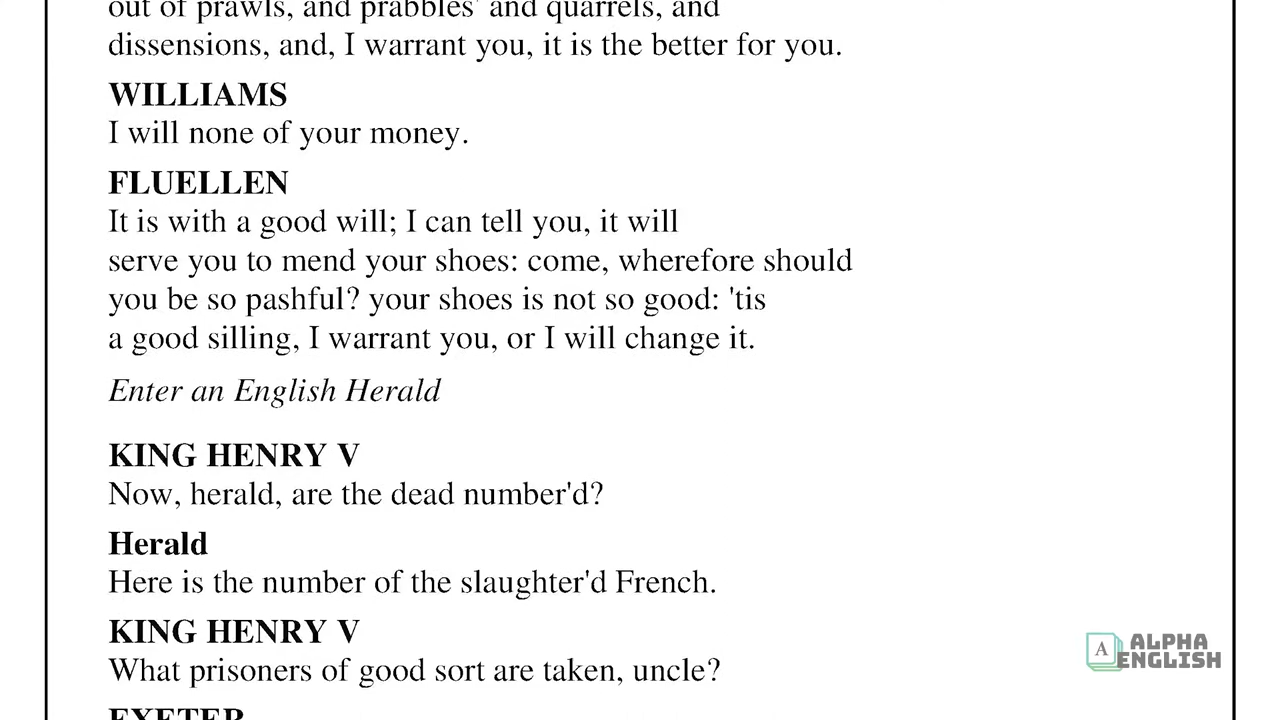 out of prawls, and prabbles' and quarrels, and
dissensions, and, I warrant you, it is the better for you.
WILLIAMS
I will none of your money.
FLUELLEN
It is with a good will; I can tell you, it will
serve you to mend your shoes: come, wherefore should
you be so pashful? your shoes is not so good: 'tis
a good silling, I warrant you, or I will change it.
Enter an English Herald
KING HENRY V
Now, herald, are the dead number'd?
Herald
Here is the number of the slaughter'd French.
KING HENRY V
What prisoners of good sort are taken, uncle?
EXETER
A ALPHA
ENGLISH